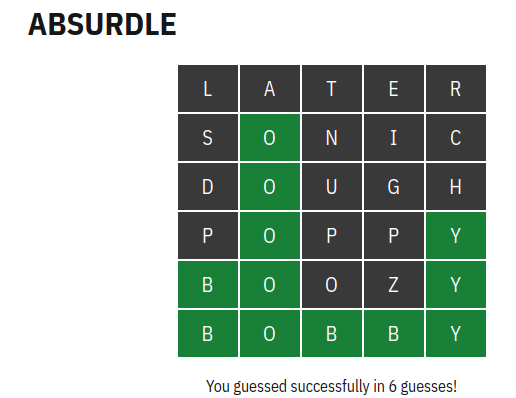 ABSURDLE
L A T E R
S O N I C
D O U G H
P O P P Y
B O O Z Y
B O B B Y
You guessed successfully in 6 guesses!